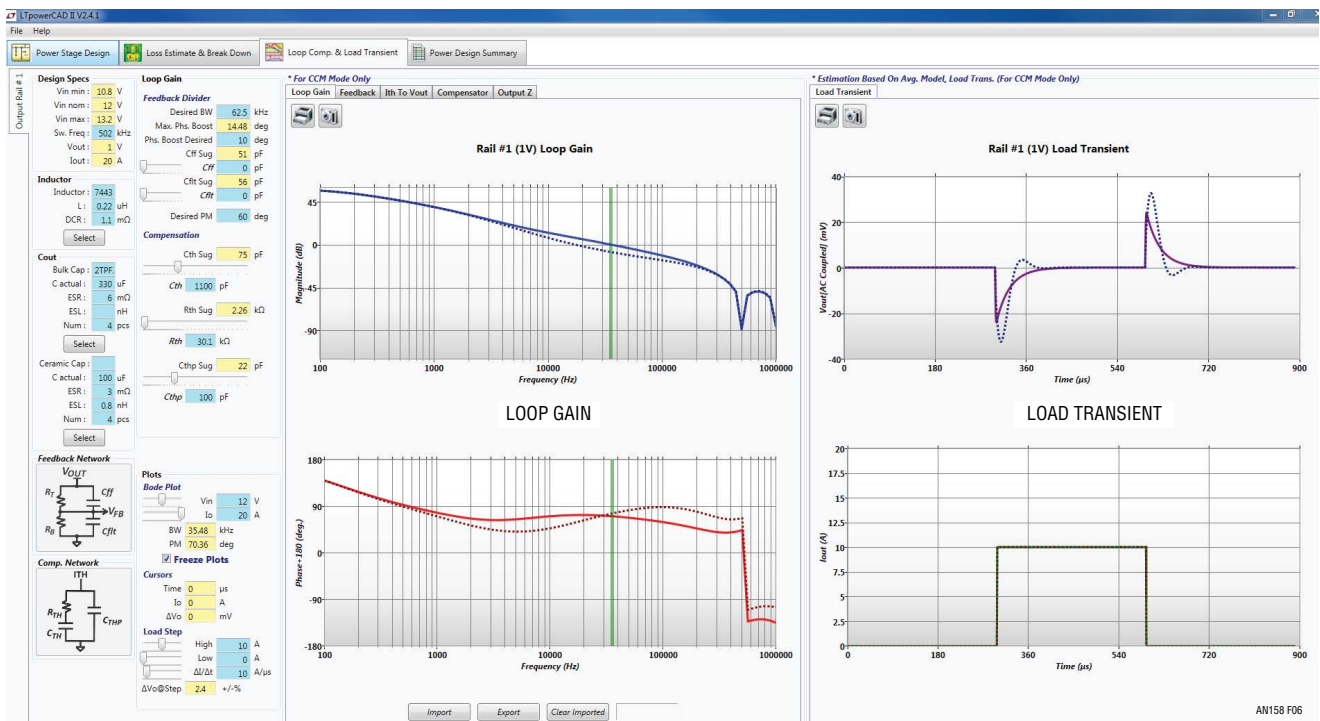 LTpowerCAD II V2.4.1
File Help
Power Stage Design Loss Estimate & Break Down Loop Comp. & Load Transient Power Design Summary
Output Rail # 1
Design Specs
Vin min : 10.8 V
Vin nom : 12 V
Vin max : 13.2 V
Sw. Freq : 502 kHz
Vout : 1 V
Iout : 20 A
Inductor
Inductor : 7443
L : 0.22 uH
DCR : 1.1 mΩ
Select
Cout
Bulk Cap : 2TPF.
C actual : 330 uF
ESR : 6 mΩ
ESL : nH
Num : 4 pcs
Select
Ceramic Cap :
C actual : 100 uF
ESR : 3 mΩ
ESL : 0.8 nH
Num : 4 pcs
Select
Feedback Network
VOUT
RT Cff
VFB
RB Cflt
Comp. Network
ITH
RTH
CTHP
CTH
Loop Gain
Feedback Divider
Desired BW 62.5 kHz
Max. Phs. Boost 14.48 deg
Phs. Boost Desired 10 deg
Cff Sug 51 pF
Cff 0 pF
Cflt Sug 56 pF
Cflt 0 pF
Desired PM 60 deg
Compensation
Cth Sug 75 pF
Cth 1100 pF
Rth Sug 2.26 kΩ
Rth 30.1 kΩ
Cthp Sug 22 pF
Cthp 100 pF
Plots
Bode Plot
Vin 12 V
Io 20 A
BW 35.48 kHz
PM 70.36 deg
Freeze Plots
Cursors
Time 0 µs
Io 0 A
ΔVo 0 mV
Load Step
High 10 A
Low 0 A
ΔI/Δt 10 A/µs
ΔVo@Step 2.4 +/-%
* For CCM Mode Only
Loop Gain Feedback Ith To Vout Compensator Output Z
Rail #1 (1V) Loop Gain
Magnitude (dB)
45
0
-45
-90
100 1000 10000 100000 1000000
Frequency (Hz)
LOOP GAIN
Phase+180 (deg.)
180
90
0
-90
-180
100 1000 10000 100000 1000000
Frequency (Hz)
Import Export Clear Imported
* Estimation Based On Avg. Model, Load Trans. (For CCM Mode Only)
Load Transient
Rail #1 (1V) Load Transient
Vout[AC Coupled] (mV)
40
20
0
-20
-40
0 180 360 540 720 900
Time (µs)
LOAD TRANSIENT
Iout (A)
20
17.5
15
12.5
10
7.5
5
2.5
0
0 180 360 540 720 900
Time (µs)
AN158 F06